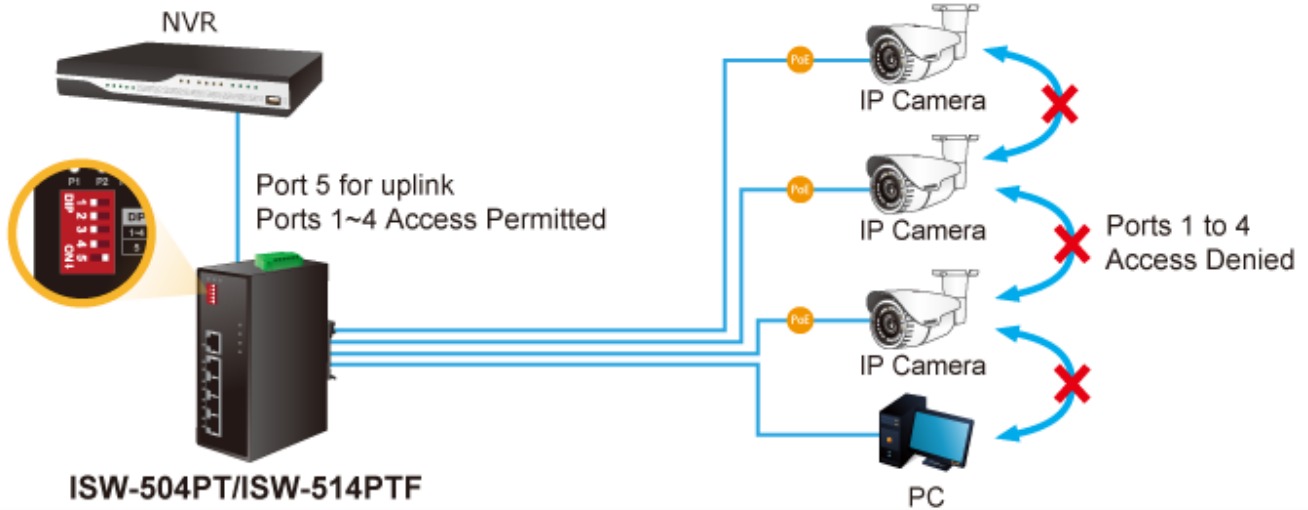 NVR
PoE
IP Camera
P1 P2
DIP
1
2
3
4
5
ON↓
DIP
1~4
5
Port 5 for uplink
Ports 1~4 Access Permitted
PoE
IP Camera
Ports 1 to 4
Access Denied
PoE
IP Camera
ISW-504PT/ISW-514PTF
PC